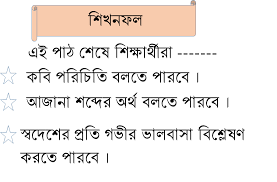 শিখনফল
এই পাঠ শেষে শিক্ষার্থীরা -------
কবি পরিচিতি বলতে পারবে ।
আজানা শব্দের অর্থ বলতে পারবে ।
স্বদেশের প্রতি গভীর ভালবাসা বিশ্লেষণ
করতে পারবে ।